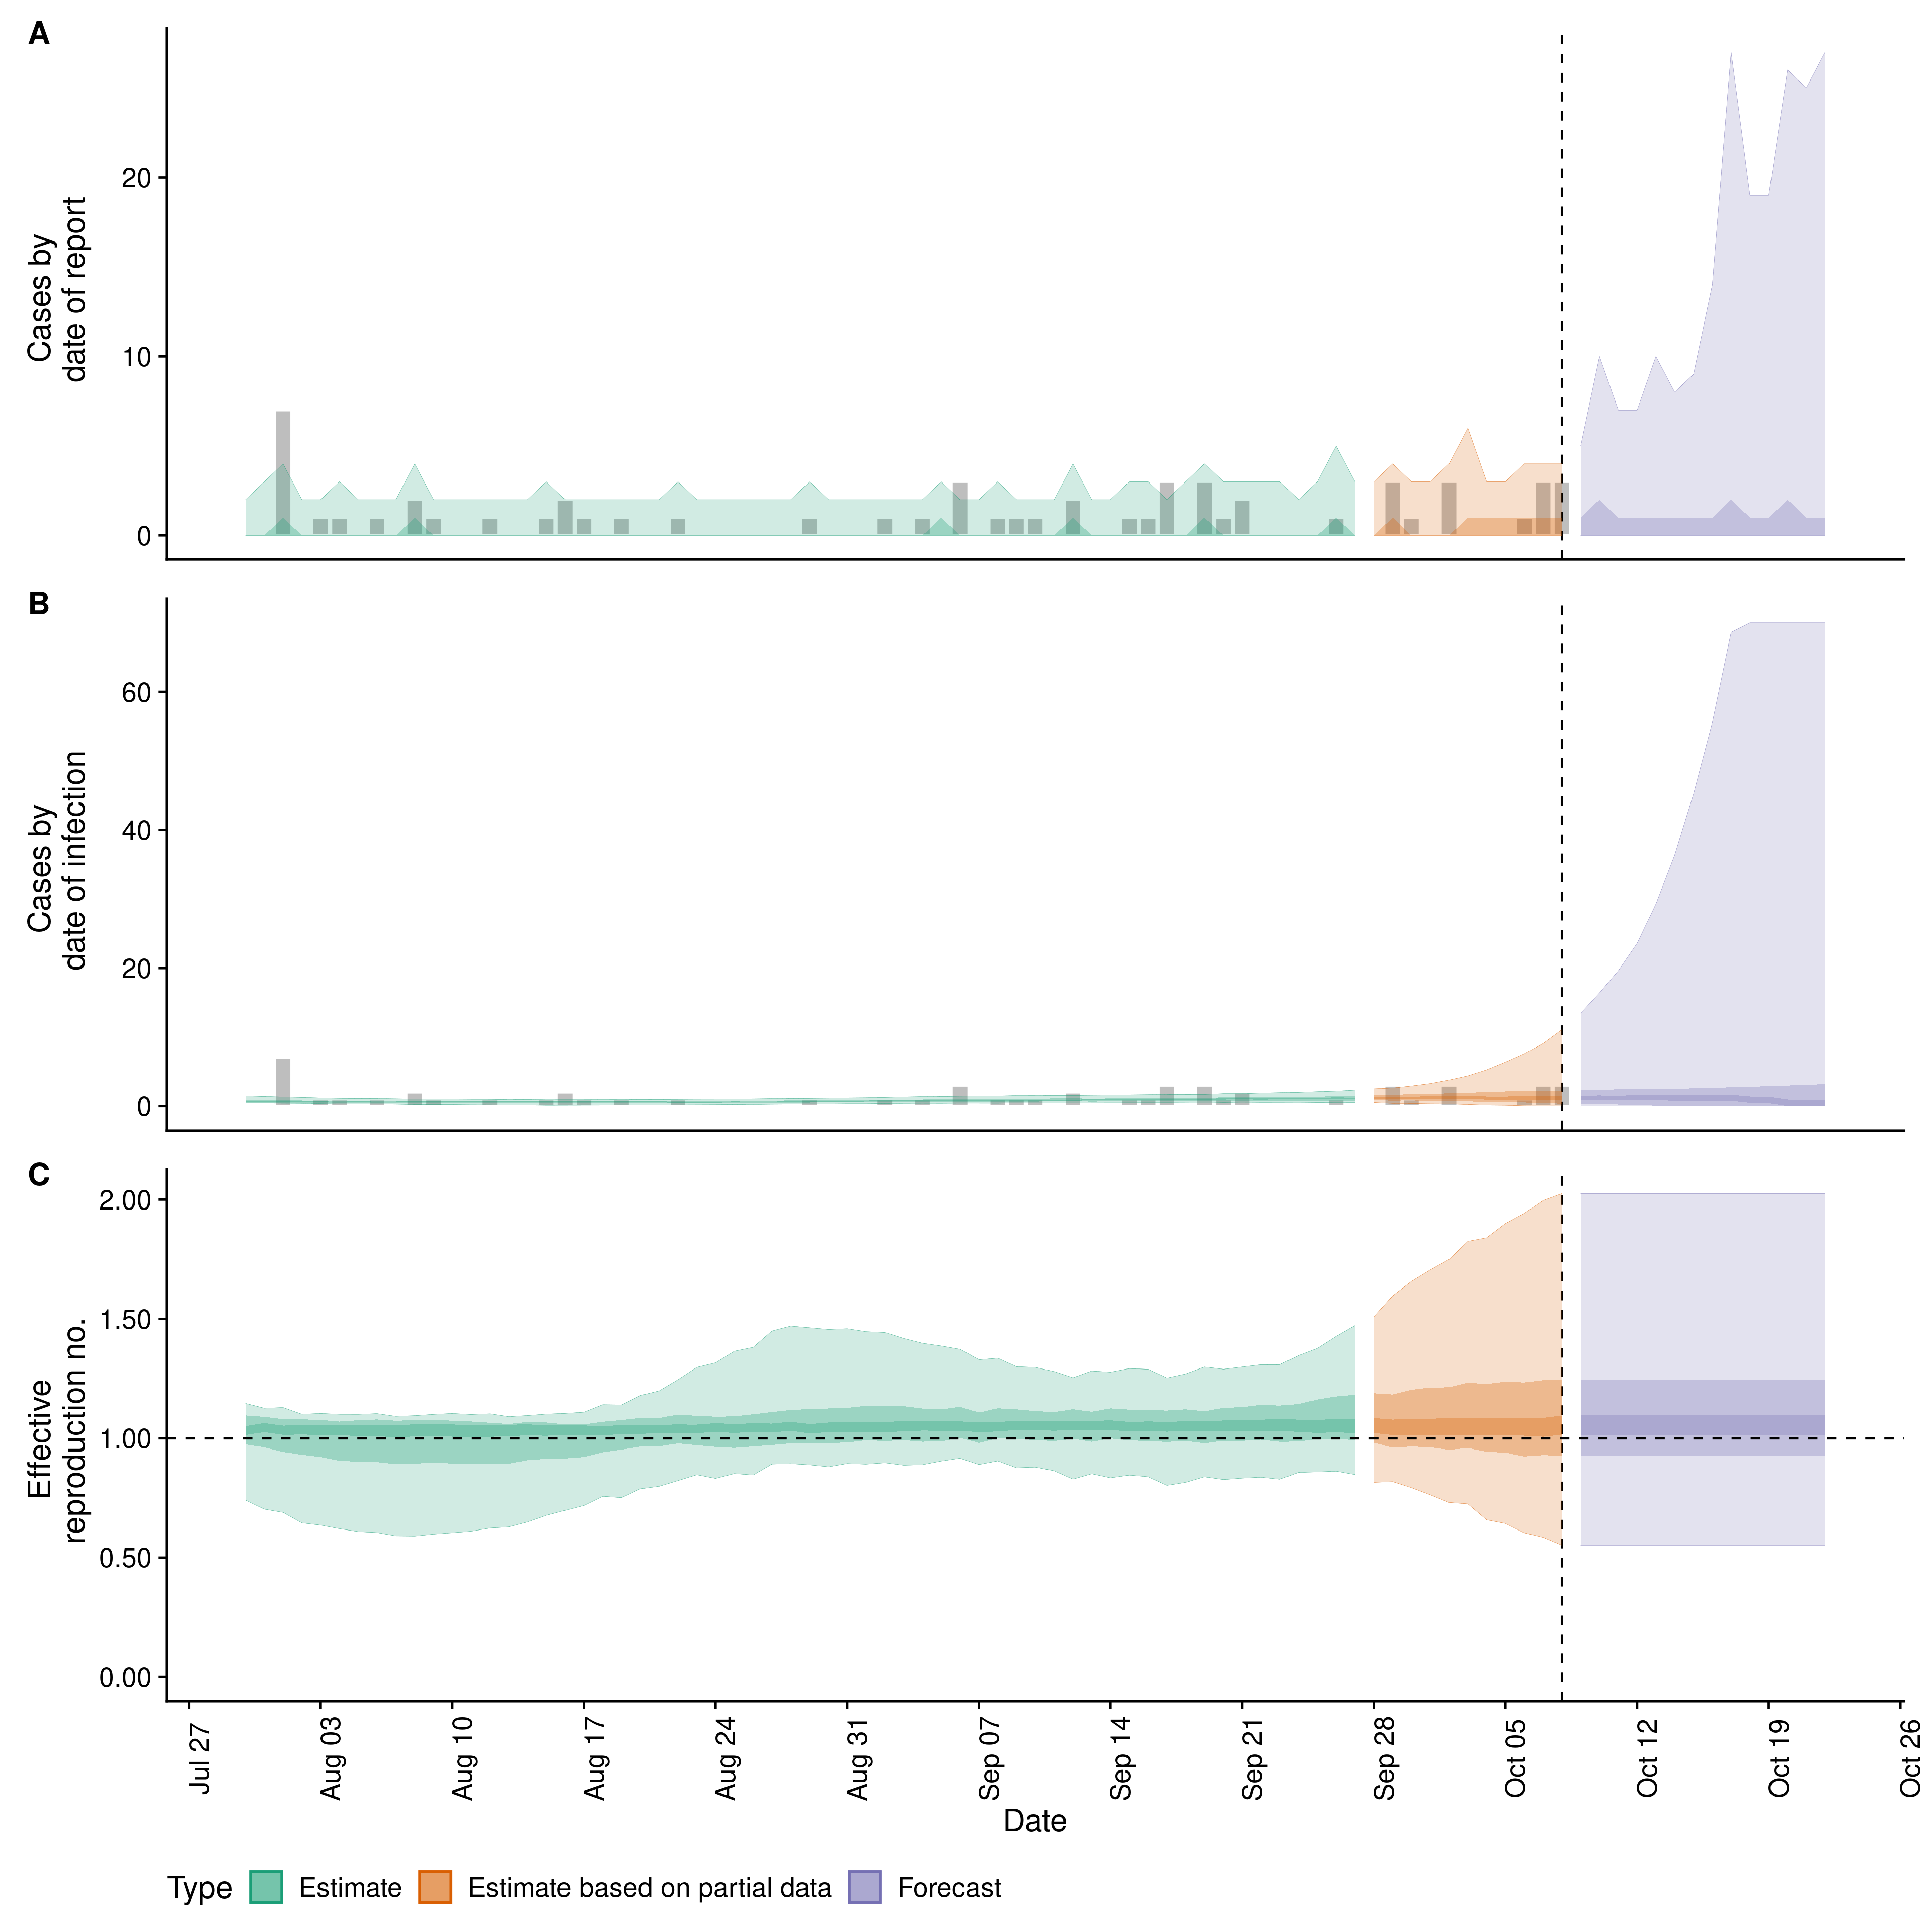 A
Cases by
date of report
20
10
0
B
Cases by
date of infection
60
40
20
0
C
Effective
reproduction no.
2.00
1.50
1.00
0.50
0.00
Jul 27
Aug 03
Aug 10
Aug 17
Aug 24
Aug 31
Sep 07
Sep 14
Sep 21
Sep 28
Oct 05
Oct 12
Oct 19
Oct 26
Date
Type Estimate Estimate based on partial data Forecast